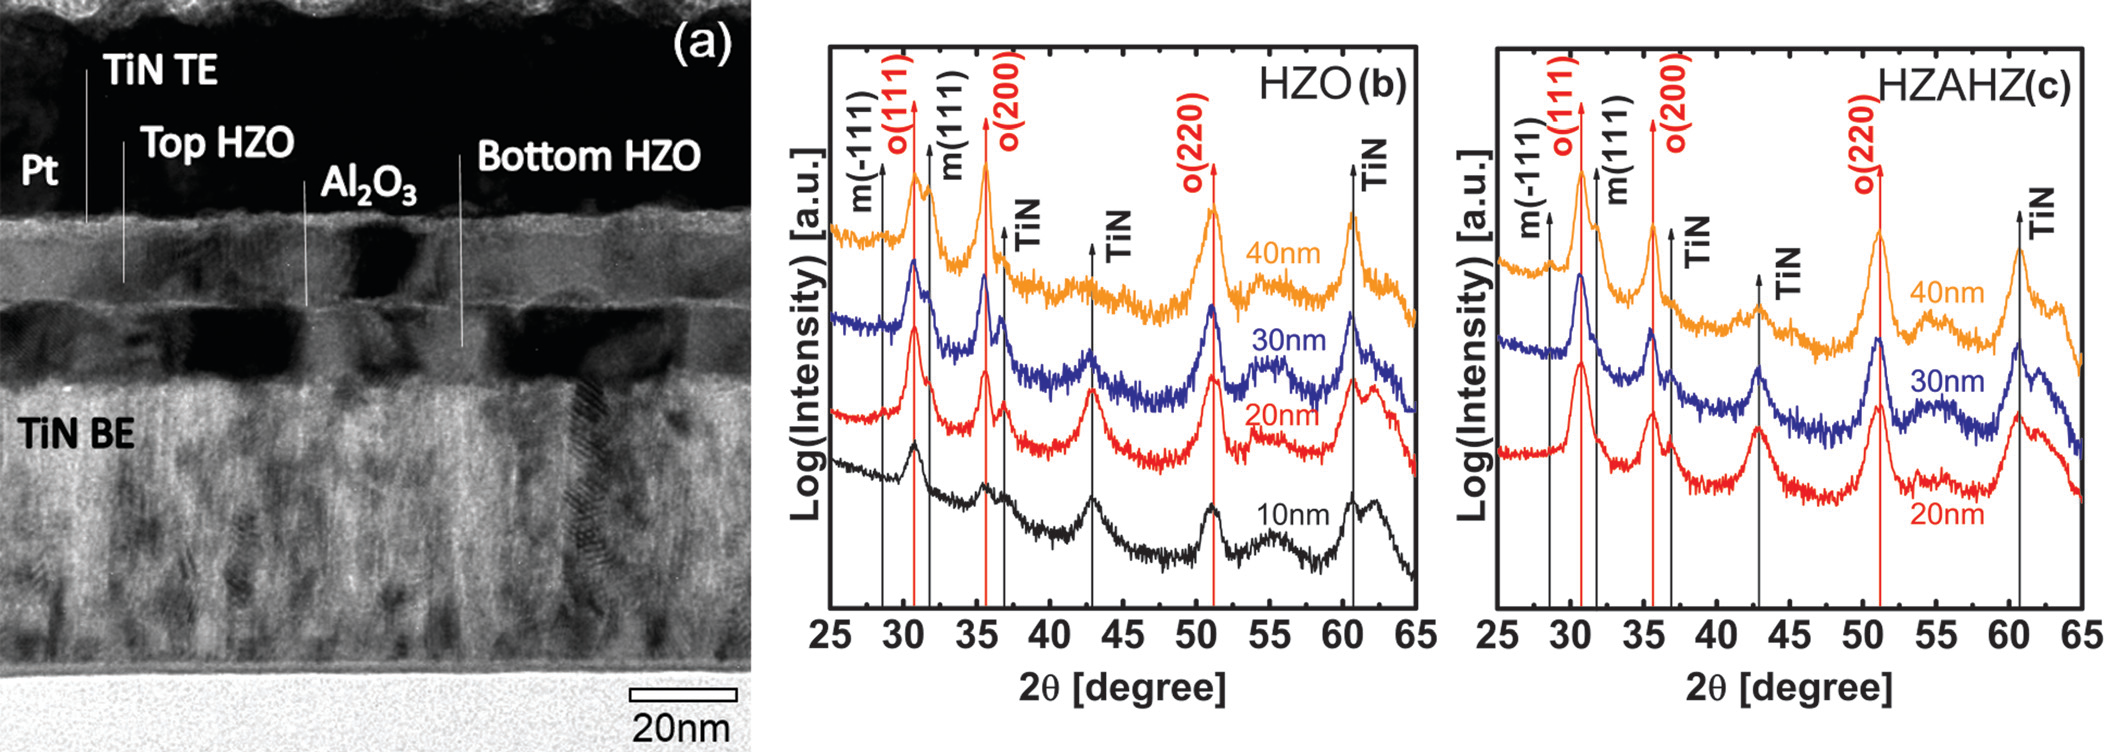 (a)
TiN TE
Top HZO
Pt
Al₂O₃
Bottom HZO
TiN BE
20nm
HZO (b)
m(-111)
o(111)
m(111)
o(200)
TiN
TiN
o(220)
TiN
40nm
30nm
20nm
10nm
Log(Intensity) [a.u.]
25 30 35 40 45 50 55 60 65
2θ [degree]
HZAHZ(c)
m(-111)
o(111)
m(111)
o(200)
TiN
TiN
o(220)
TiN
40nm
30nm
20nm
Log(Intensity) [a.u.]
25 30 35 40 45 50 55 60 65
2θ [degree]